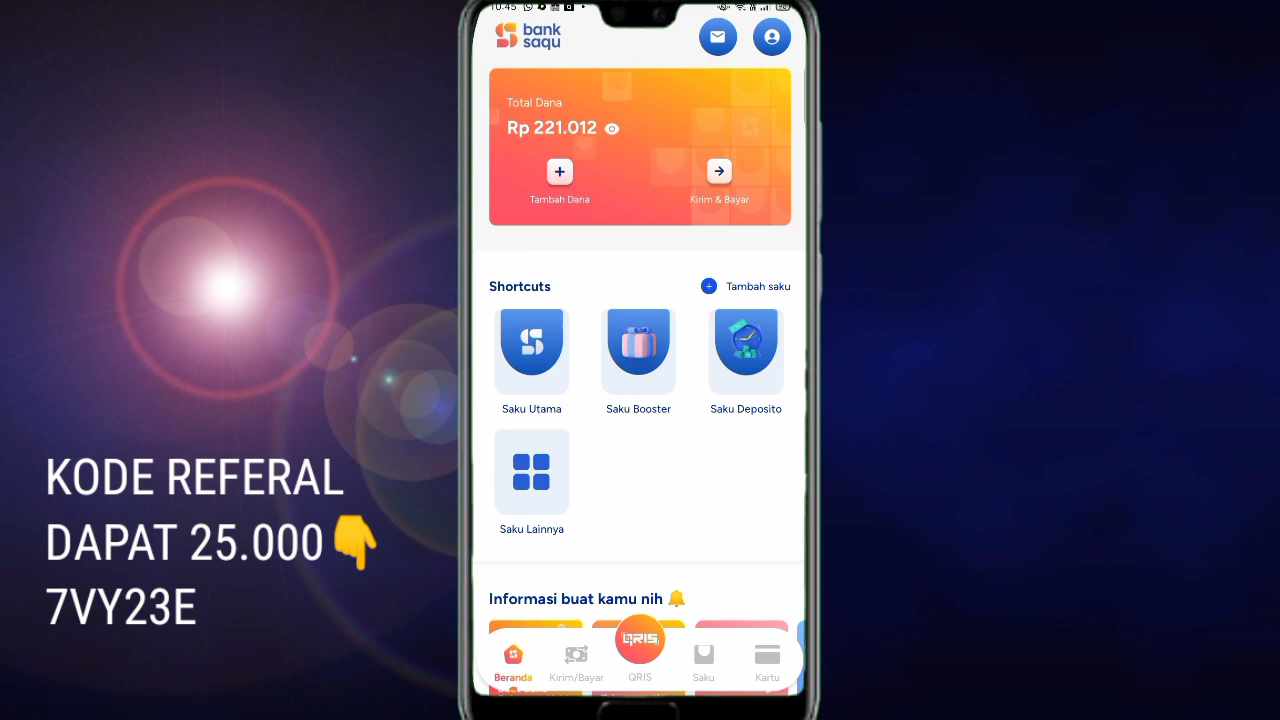 10.45
bank
saqu
Total Dana
Rp 221.012
Tambah Dana
Kirim & Bayar
Shortcuts
Tambah saku
Saku Utama
Saku Booster
Saku Deposito
Saku Lainnya
KODE REFERAL
DAPAT 25.000👇
7VY23E
Informasi buat kamu nih 🔔
QRIS
Beranda
Kirim/Bayar
QRIS
Saku
Kartu